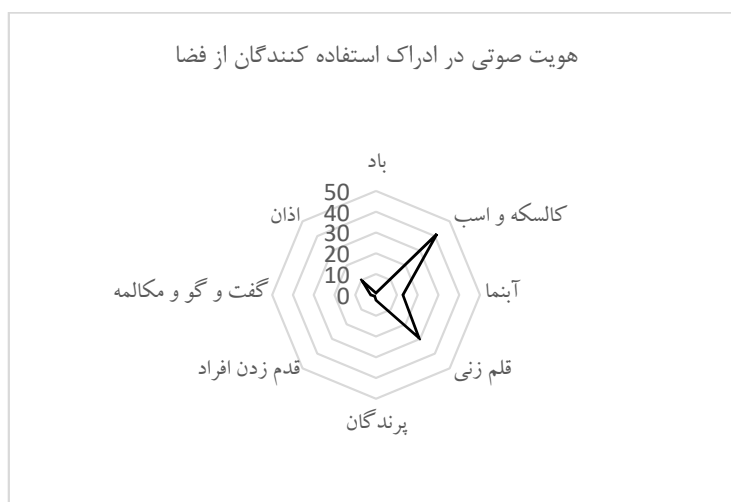 هویت صوتی در ادراک استفاده کنندگان از فضا
باد
کالسکه و اسب
آبنما
قلم زنی
پرندگان
قدم زدن افراد
گفت و گو و مکالمه
اذان
50
40
30
20
10
0